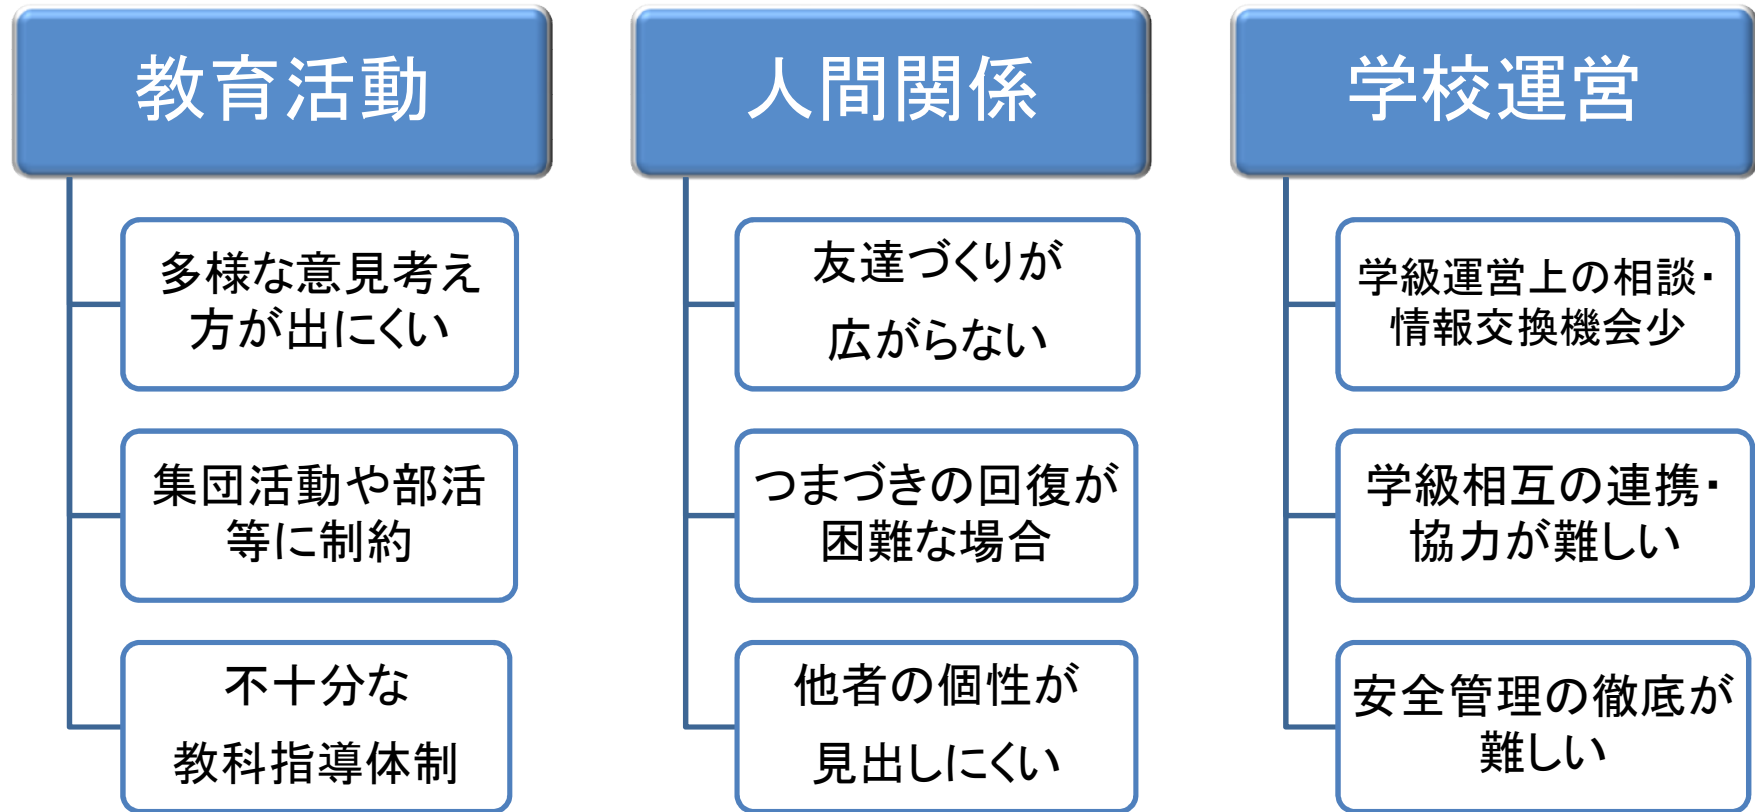 教育活動
多様な意見考え
方が出にくい
集団活動や部活
等に制約
不十分な
教科指導体制
人間関係
友達づくりが
広がらない
つまづきの回復が
困難な場合
他者の個性が
見出しにくい
学校運営
学級運営上の相談・
情報交換機会少
学級相互の連携・
協力が難しい
安全管理の徹底が
難しい